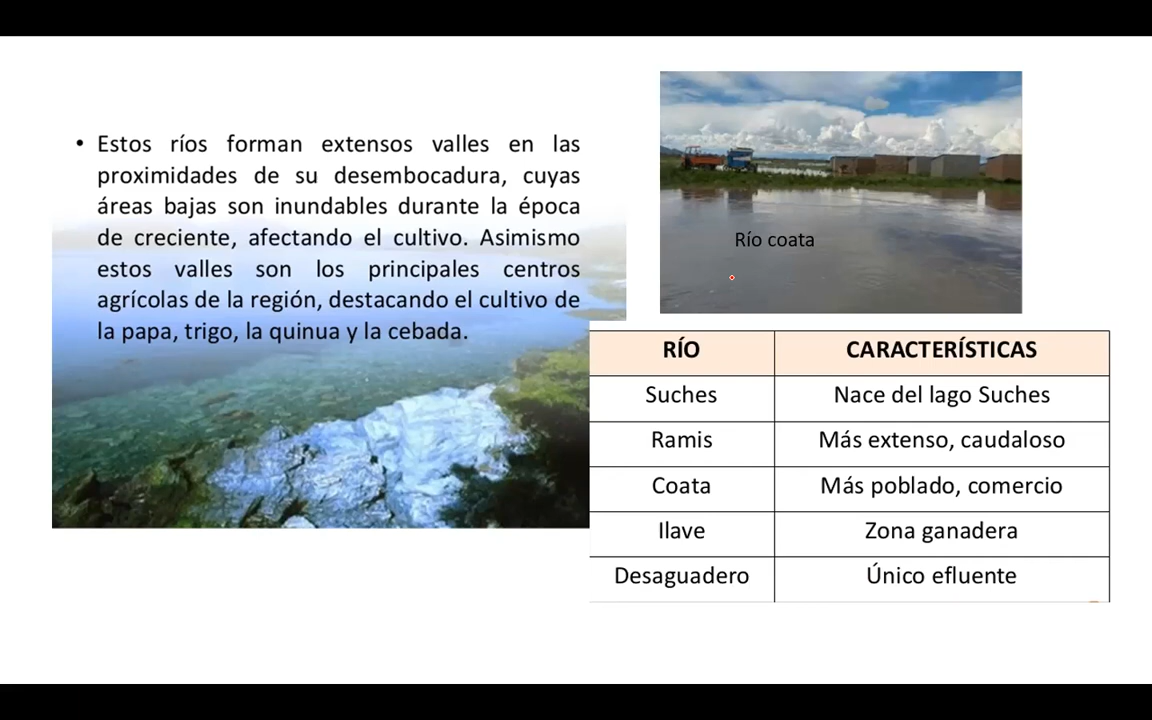 • Estos ríos forman extensos valles en las
proximidades de su desembocadura, cuyas
áreas bajas son inundables durante la época
de creciente, afectando el cultivo. Asimismo
estos valles son los principales centros
agrícolas de la región, destacando el cultivo de
la papa, trigo, la quinua y la cebada.
Río coata
RÍO CARACTERÍSTICAS
Suches Nace del lago Suches
Ramis Más extenso, caudaloso
Coata Más poblado, comercio
Ilave Zona ganadera
Desaguadero Único efluente